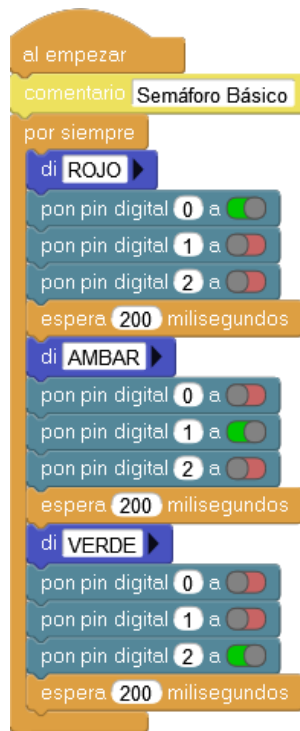 al empezar
comentario Semáforo Básico
por siempre
di ROJO
pon pin digital 0 a
pon pin digital 1 a
pon pin digital 2 a
espera 200 milisegundos
di AMBAR
pon pin digital 0 a
pon pin digital 1 a
pon pin digital 2 a
espera 200 milisegundos
di VERDE
pon pin digital 0 a
pon pin digital 1 a
pon pin digital 2 a
espera 200 milisegundos